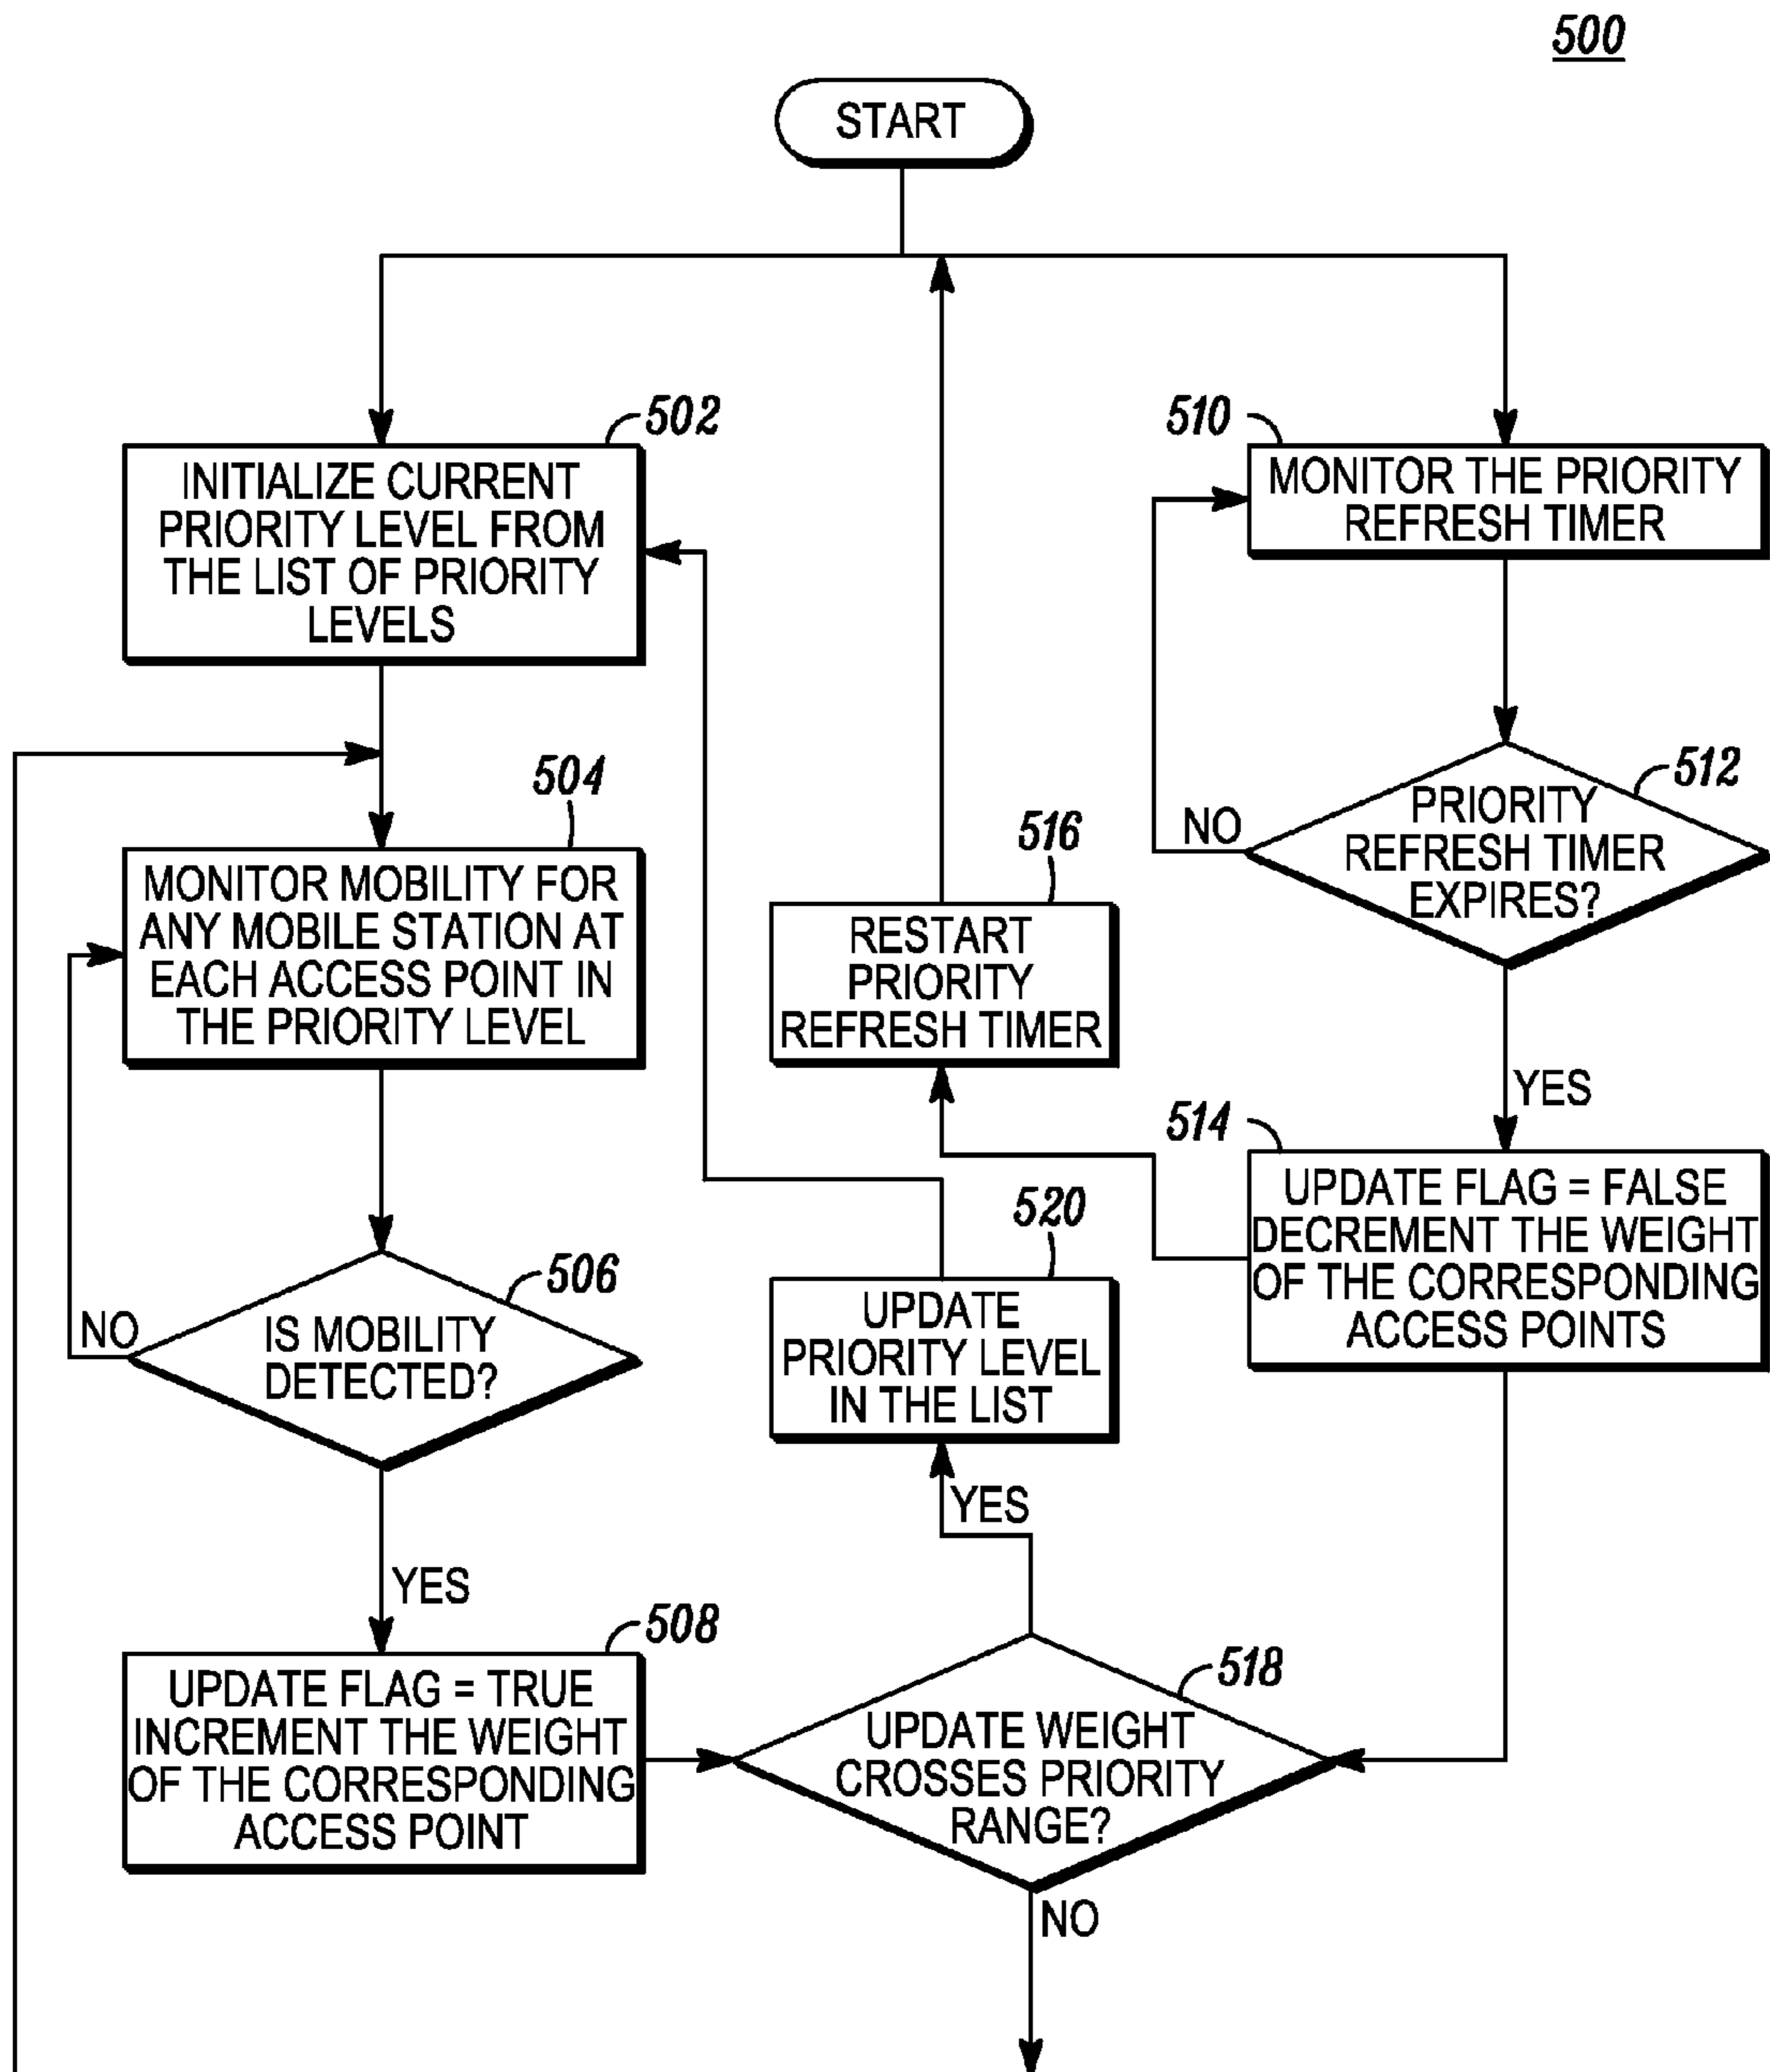 500
START
502
INITIALIZE CURRENT
PRIORITY LEVEL FROM
THE LIST OF PRIORITY
LEVELS
510
MONITOR THE PRIORITY
REFRESH TIMER
504
MONITOR MOBILITY FOR
ANY MOBILE STATION AT
EACH ACCESS POINT IN
THE PRIORITY LEVEL
512
PRIORITY
REFRESH TIMER
EXPIRES?
NO
516
RESTART
PRIORITY
REFRESH TIMER
YES
514
UPDATE FLAG = FALSE
DECREMENT THE WEIGHT
OF THE CORRESPONDING
ACCESS POINTS
506
IS MOBILITY
DETECTED?
NO
520
UPDATE
PRIORITY LEVEL
IN THE LIST
YES
YES
508
UPDATE FLAG = TRUE
INCREMENT THE WEIGHT
OF THE CORRESPONDING
ACCESS POINT
518
UPDATE WEIGHT
CROSSES PRIORITY
RANGE?
NO